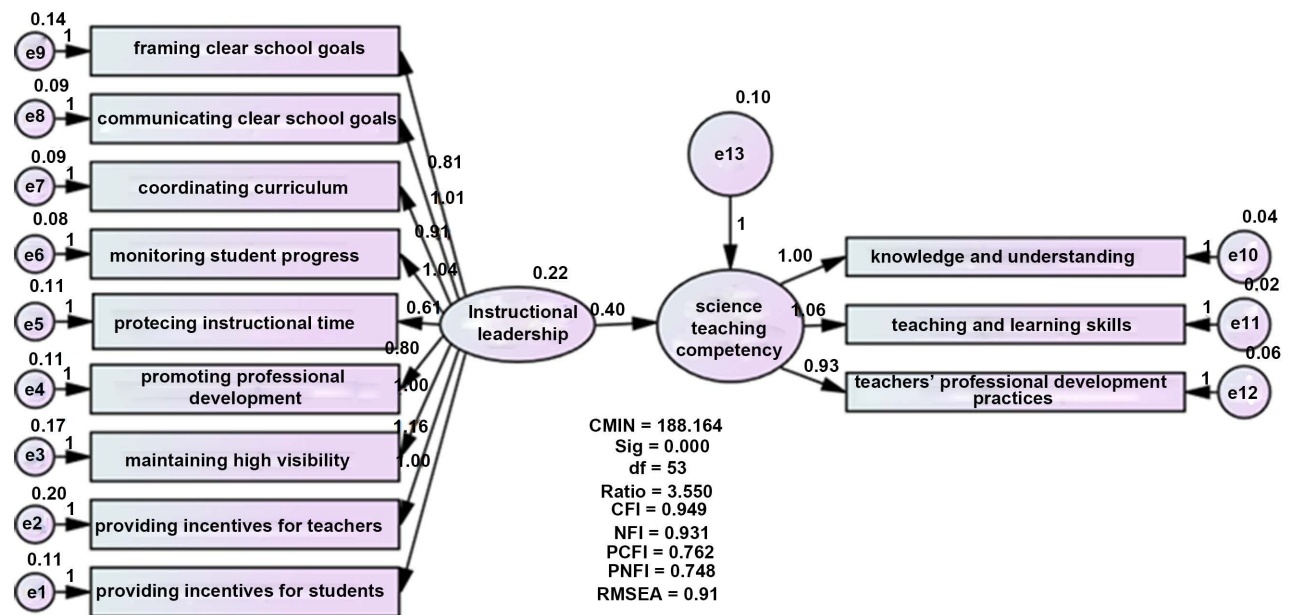 0.14
e9
1
framing clear school goals
0.09
e8
1
communicating clear school goals
0.09
e7
1
coordinating curriculum
0.08
e6
1
monitoring student progress
0.11
e5
1
protecing instructional time
0.11
e4
1
promoting professional
development
0.17
e3
1
maintaining high visibility
0.20
e2
1
providing incentives for teachers
0.11
e1
1
providing incentives for students
0.81
1.01
0.91
1.04
0.61
0.80
1.00
1.16
1.00
0.22
Instructional
leadership
0.40
0.10
e13
1
science
teaching
competency
1.00
1.06
0.93
knowledge and understanding
1
0.04
e10
teaching and learning skills
1
0.02
e11
teachers’ professional development
practices
1
0.06
e12
CMIN = 188.164
Sig = 0.000
df = 53
Ratio = 3.550
CFI = 0.949
NFI = 0.931
PCFI = 0.762
PNFI = 0.748
RMSEA = 0.91